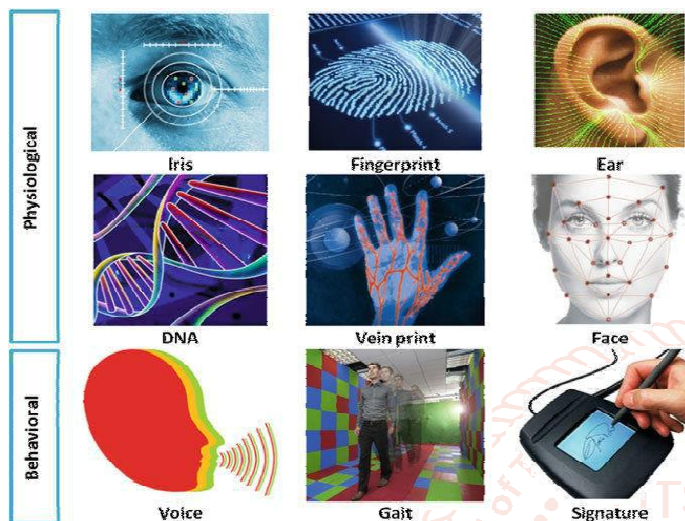 Physiological
Iris
Fingerprint
Ear
DNA
Vein print
Face
Behavioral
Voice
Gait
Signature